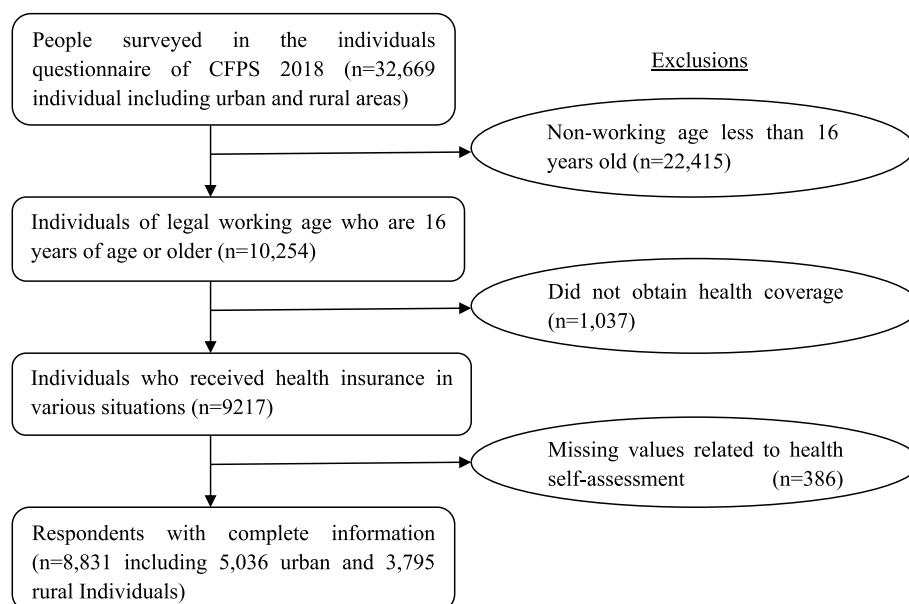 People surveyed in the individuals
questionnaire of CFPS 2018 (n=32,669
individual including urban and rural areas)
Exclusions
Non-working age less than 16
years old (n=22,415)
Individuals of legal working age who are 16
years of age or older (n=10,254)
Did not obtain health coverage
(n=1,037)
Individuals who received health insurance in
various situations (n=9217)
Missing values related to health
self-assessment (n=386)
Respondents with complete information
(n=8,831 including 5,036 urban and 3,795
rural Individuals)